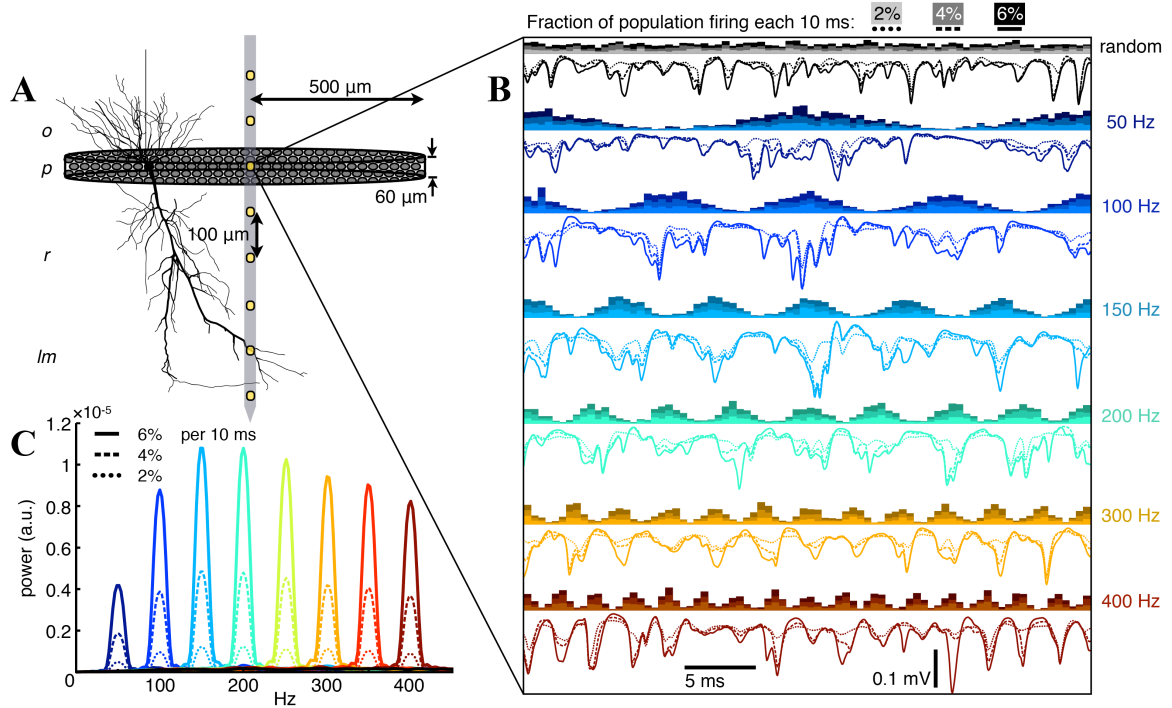 Fraction of population firing each 10 ms: 2% 4% 6%
A
500 µm
o
p
60 µm
100 µm
r
lm
B
random
50 Hz
100 Hz
150 Hz
200 Hz
300 Hz
400 Hz
5 ms
0.1 mV
C
×10-5
1.2
1
0.8
0.6
0.4
0.2
0
power (a.u.)
6% per 10 ms
4%
2%
100 200 300 400
Hz